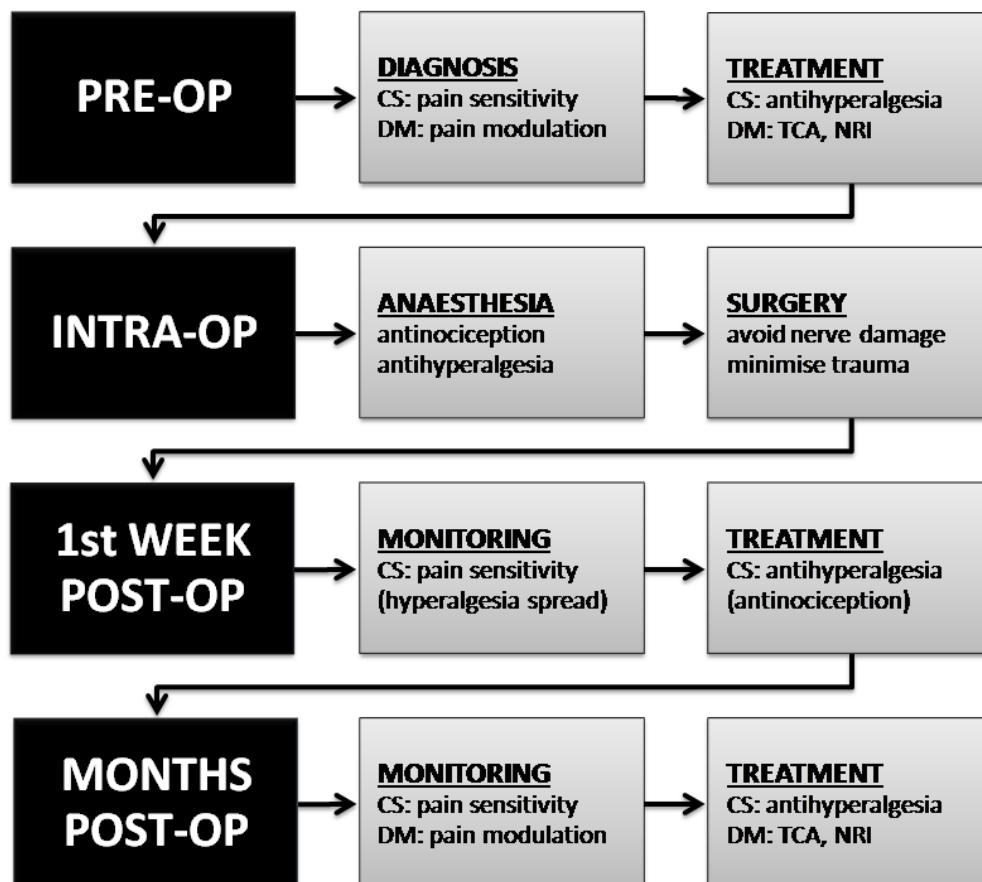 PRE-OP
DIAGNOSIS
CS: pain sensitivity
DM: pain modulation
TREATMENT
CS: antihyperalgesia
DM: TCA, NRI
INTRA-OP
ANAESTHESIA
antinociception
antihyperalgesia
SURGERY
avoid nerve damage
minimise trauma
1st WEEK
POST-OP
MONITORING
CS: pain sensitivity
(hyperalgesia spread)
TREATMENT
CS: antihyperalgesia
(antinociception)
MONTHS
POST-OP
MONITORING
CS: pain sensitivity
DM: pain modulation
TREATMENT
CS: antihyperalgesia
DM: TCA, NRI